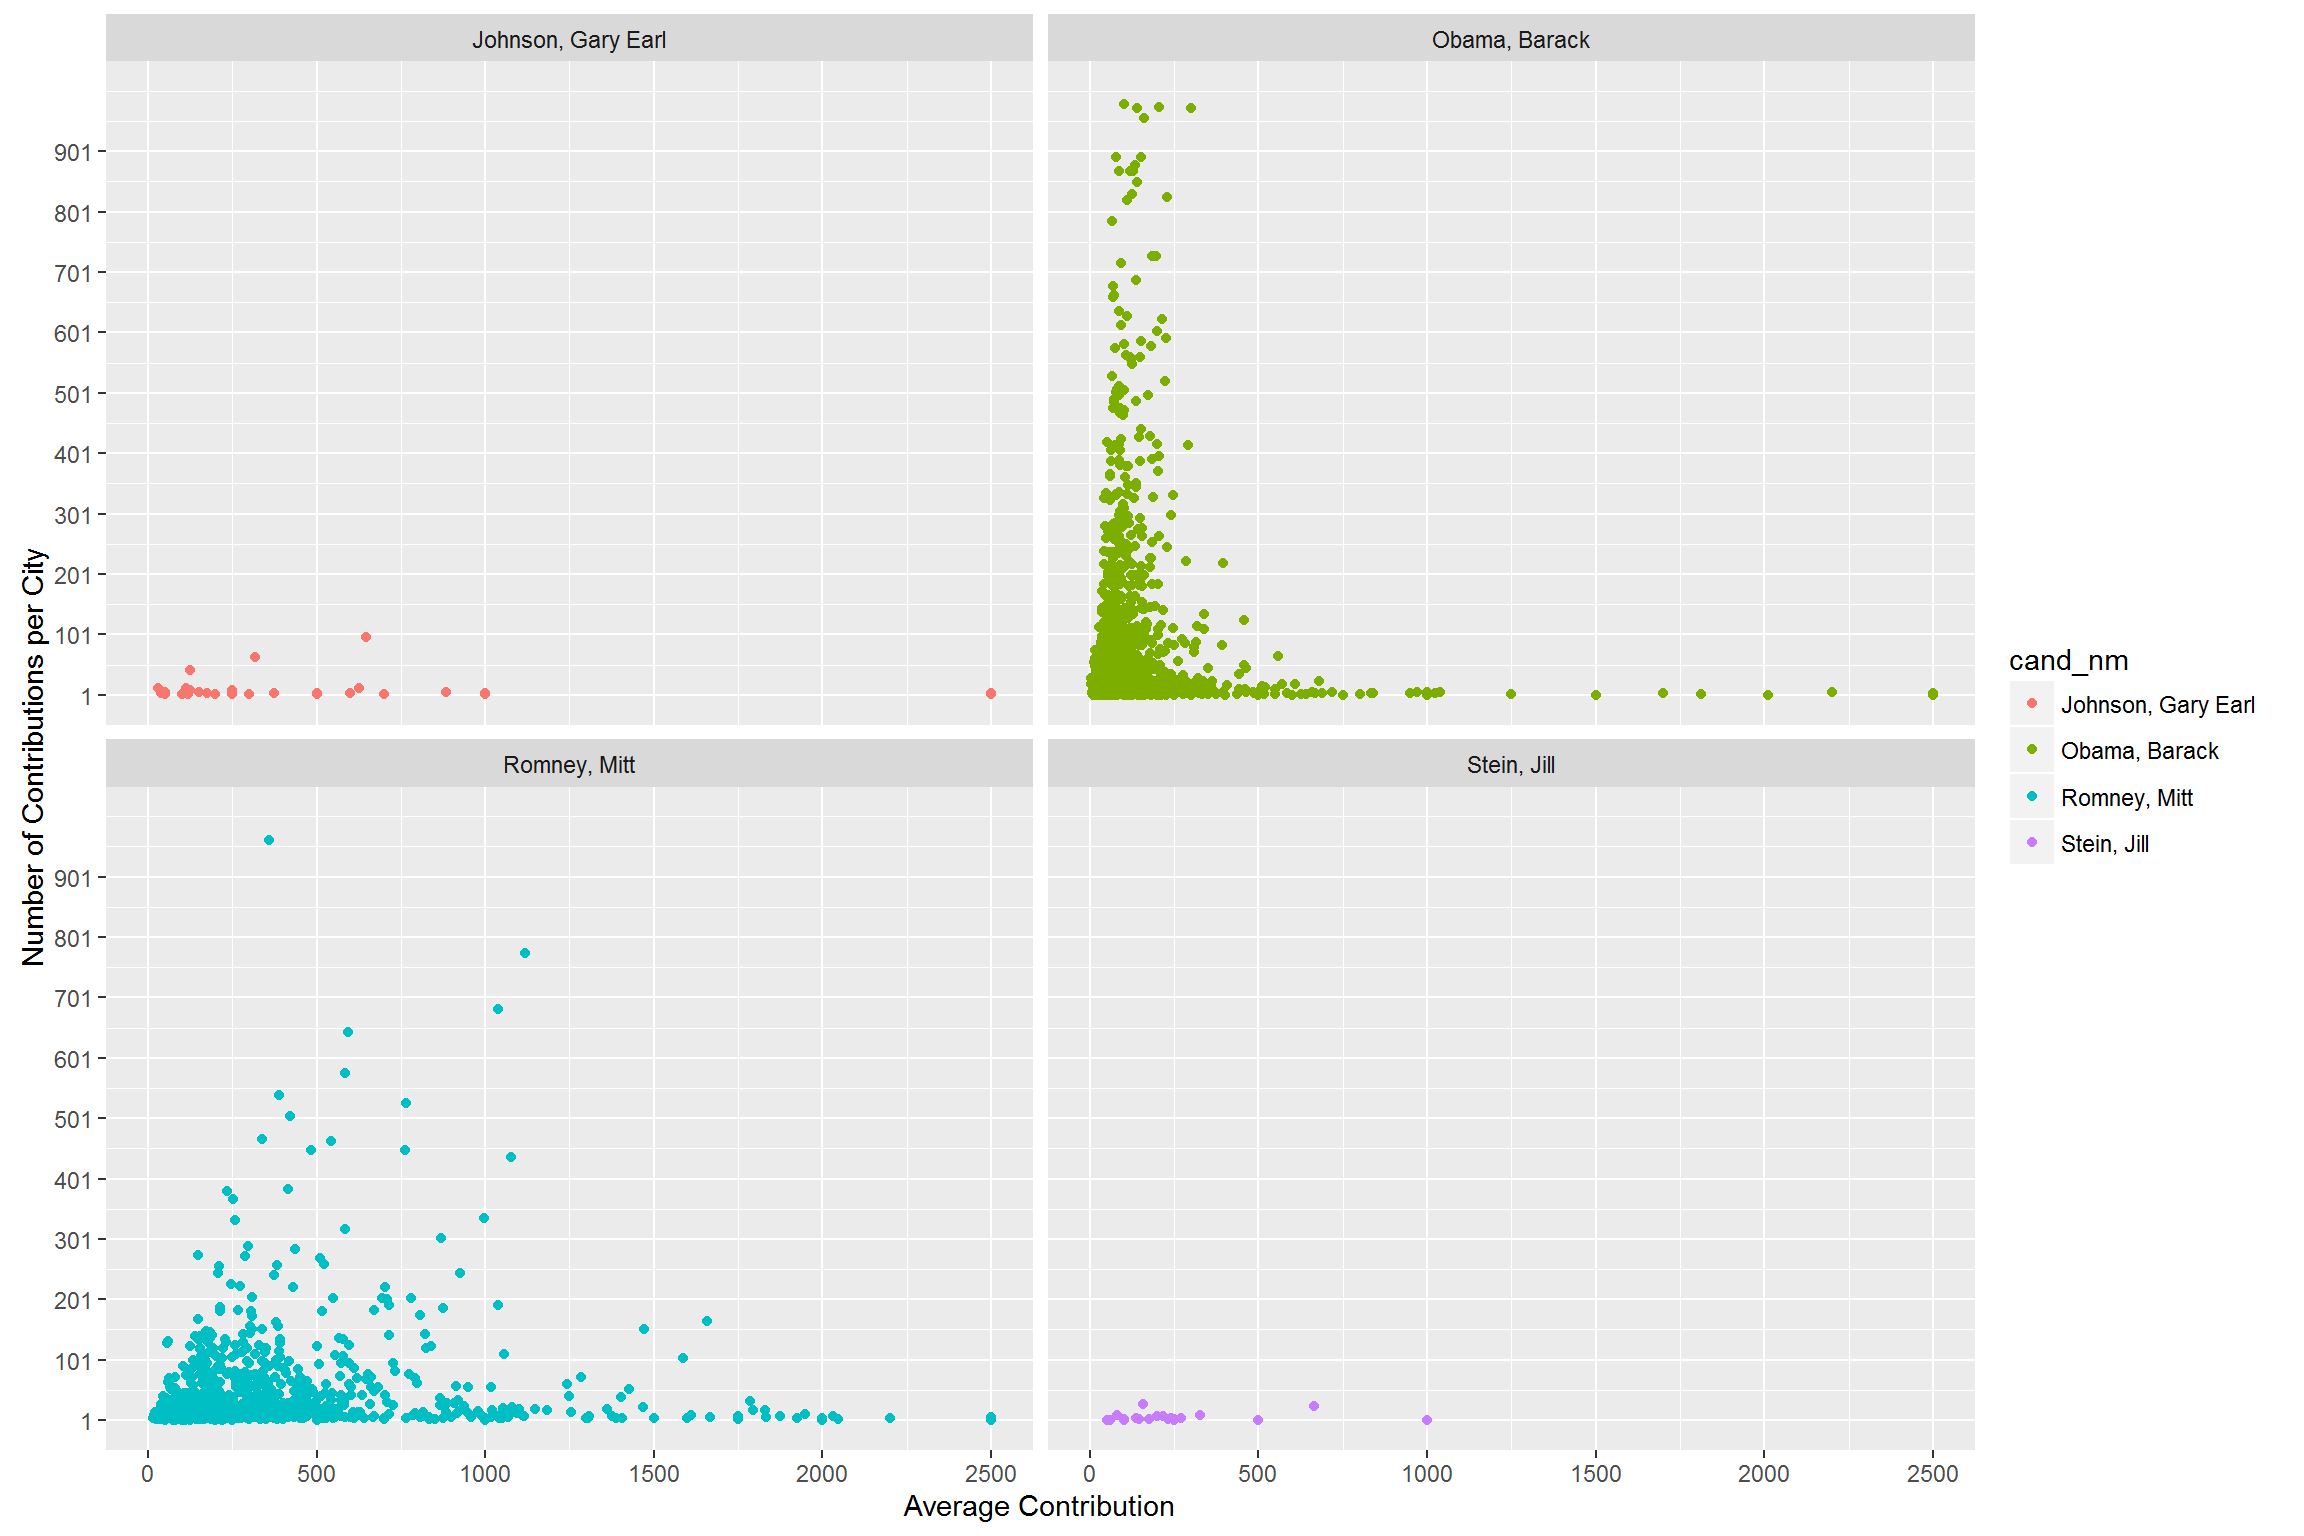 Johnson, Gary Earl
Obama, Barack
901
801
701
601
501
401
301
201
101
1
Romney, Mitt
Stein, Jill
901
801
701
601
501
401
301
201
101
1
0 500 1000 1500 2000 2500
0 500 1000 1500 2000 2500
Average Contribution
Number of Contributions per City
cand_nm
Johnson, Gary Earl
Obama, Barack
Romney, Mitt
Stein, Jill